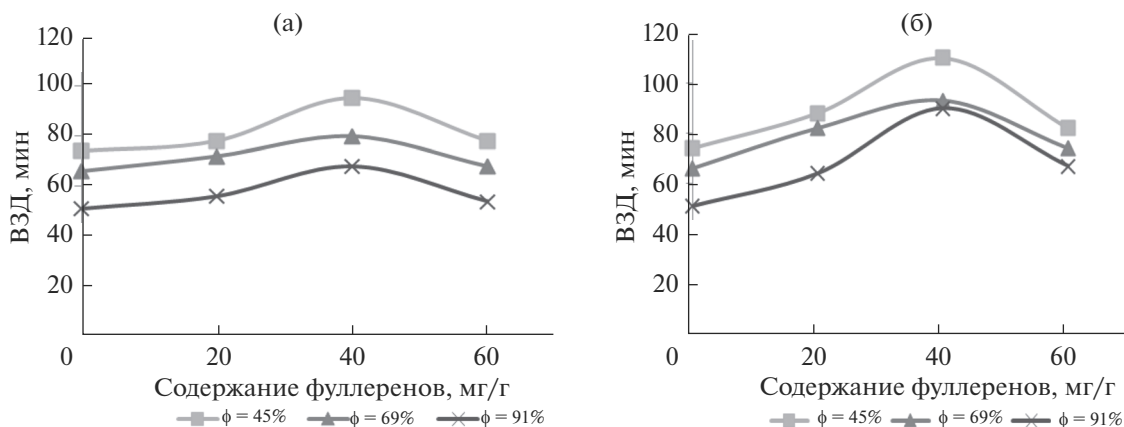 (а)
120
100
80
60
40
20
0
20
40
60
ВЗД, мин
Содержание фуллеренов, мг/г
ϕ = 45%
ϕ = 69%
ϕ = 91%
(б)
120
100
80
60
40
20
0
20
40
60
ВЗД, мин
Содержание фуллеренов, мг/г
ϕ = 45%
ϕ = 69%
ϕ = 91%